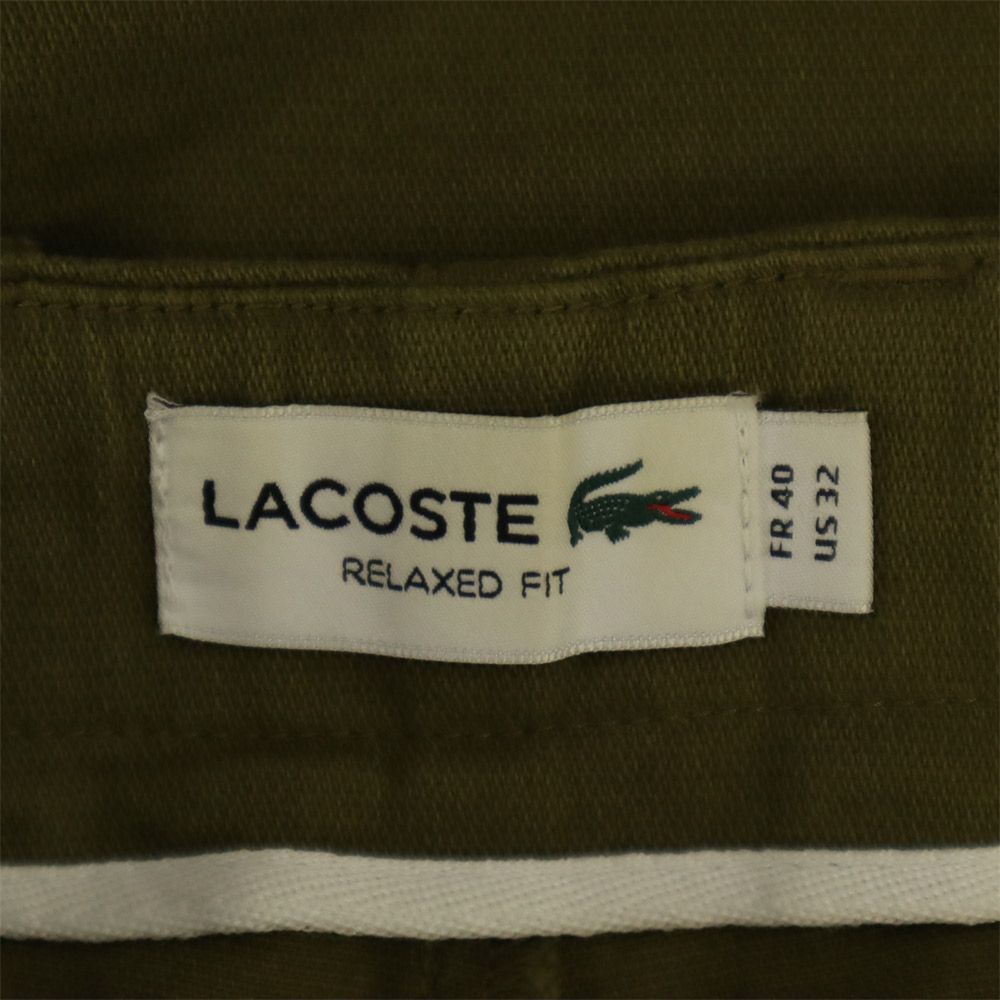 LACOSTE
RELAXED FIT
FR 40
US 32